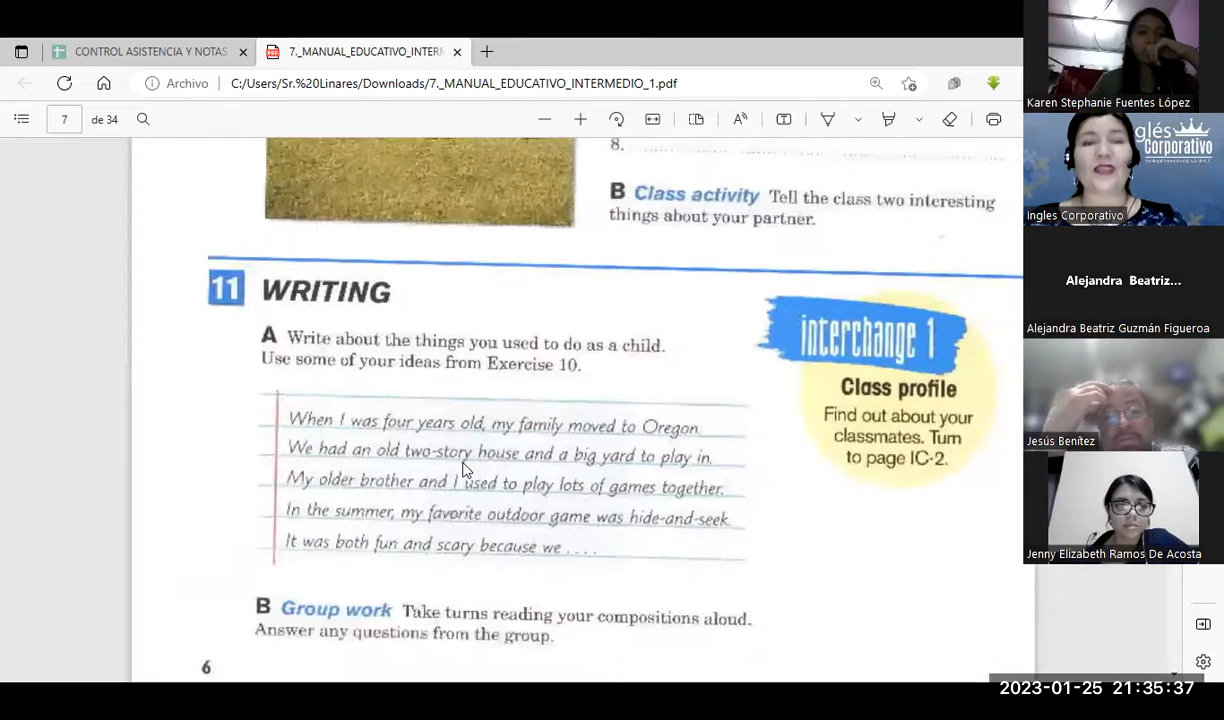 CONTROL ASISTENCIA Y NOTAS
7._MANUAL_EDUCATIVO_INTERM
Archivo
C:/Users/Sr.%20Linares/Downloads/7._MANUAL_EDUCATIVO_INTERMEDIO_1.pdf
7
de 34
8.
B Class activity Tell the class two interesting
things about your partner.
11 WRITING
A Write about the things you used to do as a child.
Use some of your ideas from Exercise 10.
When I was four years old, my family moved to Oregon.
We had an old two-story house and a big yard to play in.
My older brother and I used to play lots of games together.
In the summer, my favorite outdoor game was hide-and-seek.
It was both fun and scary because we . . . .
interchange 1
Class profile
Find out about your
classmates. Turn
to page IC-2.
B Group work Take turns reading your compositions aloud.
Answer any questions from the group.
6
Karen Stephanie Fuentes López
glés
Corporativo
Ingles Corporativo
Alejandra Beatriz...
Alejandra Beatriz Guzmán Figueroa
Jesús Benítez
Jenny Elizabeth Ramos De Acosta
2023-01-25 21:35:37